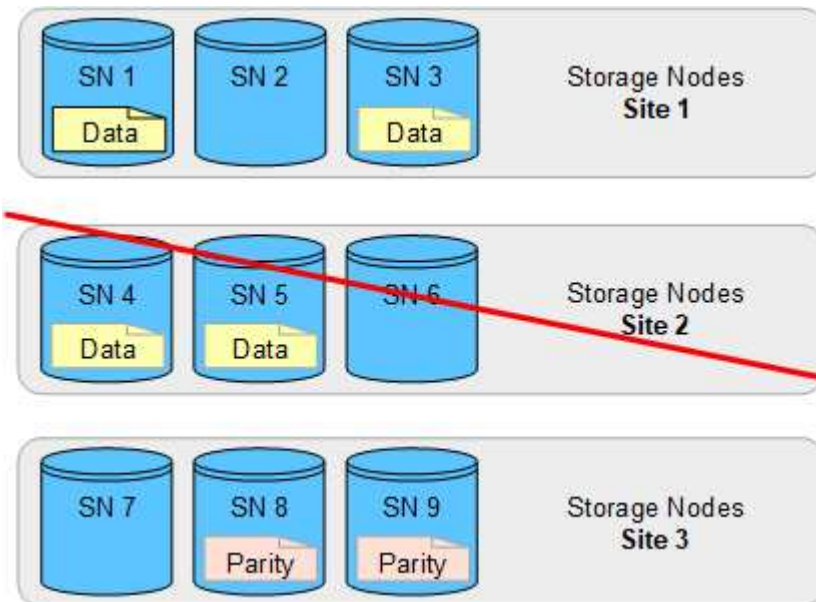 SN 1 SN 2 SN 3 Storage Nodes
Site 1
Data Data
SN 4 SN 5 SN 6 Storage Nodes
Site 2
Data Data
SN 7 SN 8 SN 9 Storage Nodes
Site 3
Parity Parity